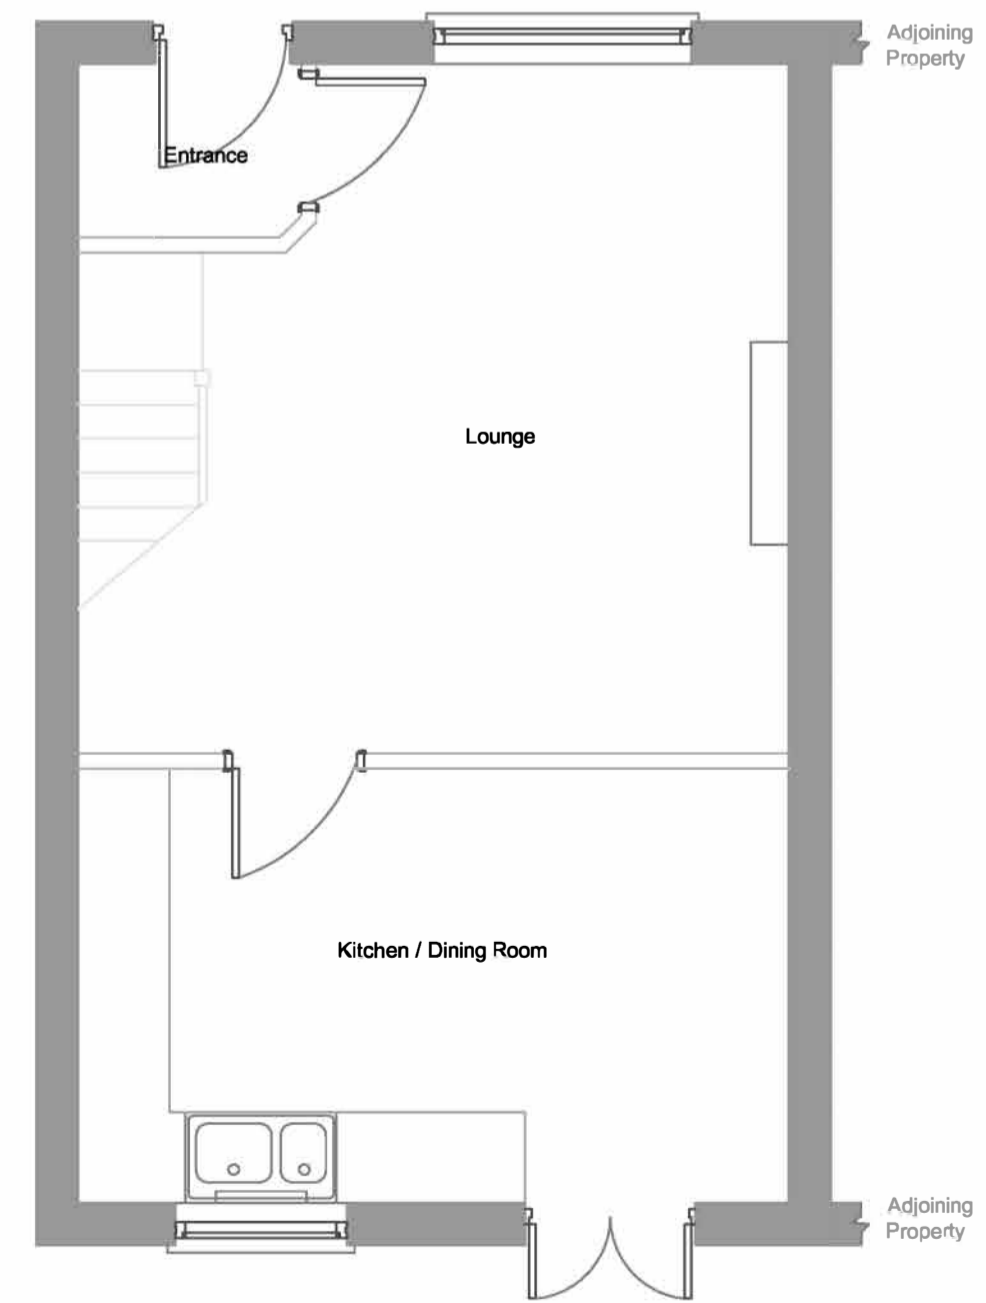 Adjoining
Property
Entrance
Lounge
Kitchen / Dining Room
Adjoining
Property